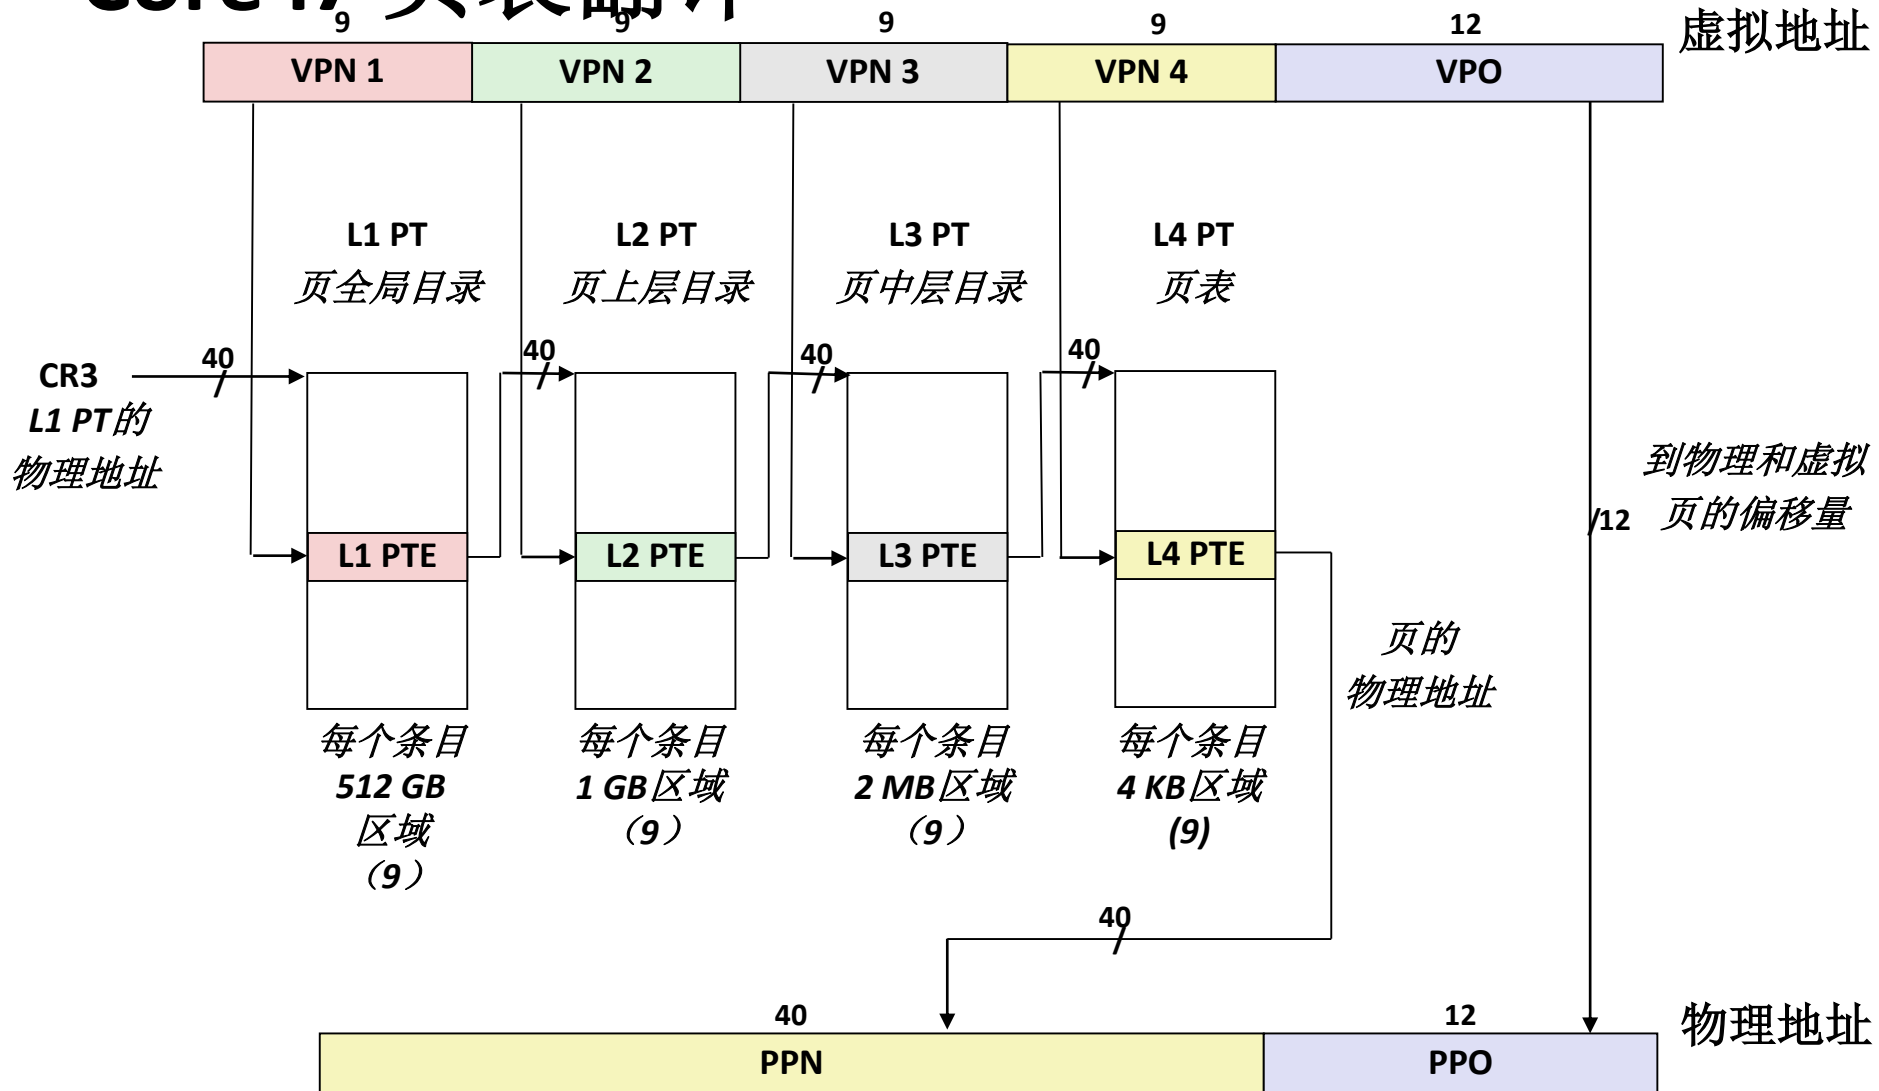 9 9 9 9 12
虚拟地址
VPN 1 VPN 2 VPN 3 VPN 4 VPO
L1 PT
页全局目录
L2 PT
页上层目录
L3 PT
页中层目录
L4 PT
页表
40 40 40 40
CR3
L1 PT的
物理地址
L1 PTE L2 PTE L3 PTE L4 PTE
到物理和虚拟
页的偏移量
/12
页的
物理地址
每个条目
512 GB
区域
（9）
每个条目
1 GB区域
（9）
每个条目
2 MB区域
（9）
每个条目
4 KB区域
(9)
40
40 12
物理地址
PPN PPO